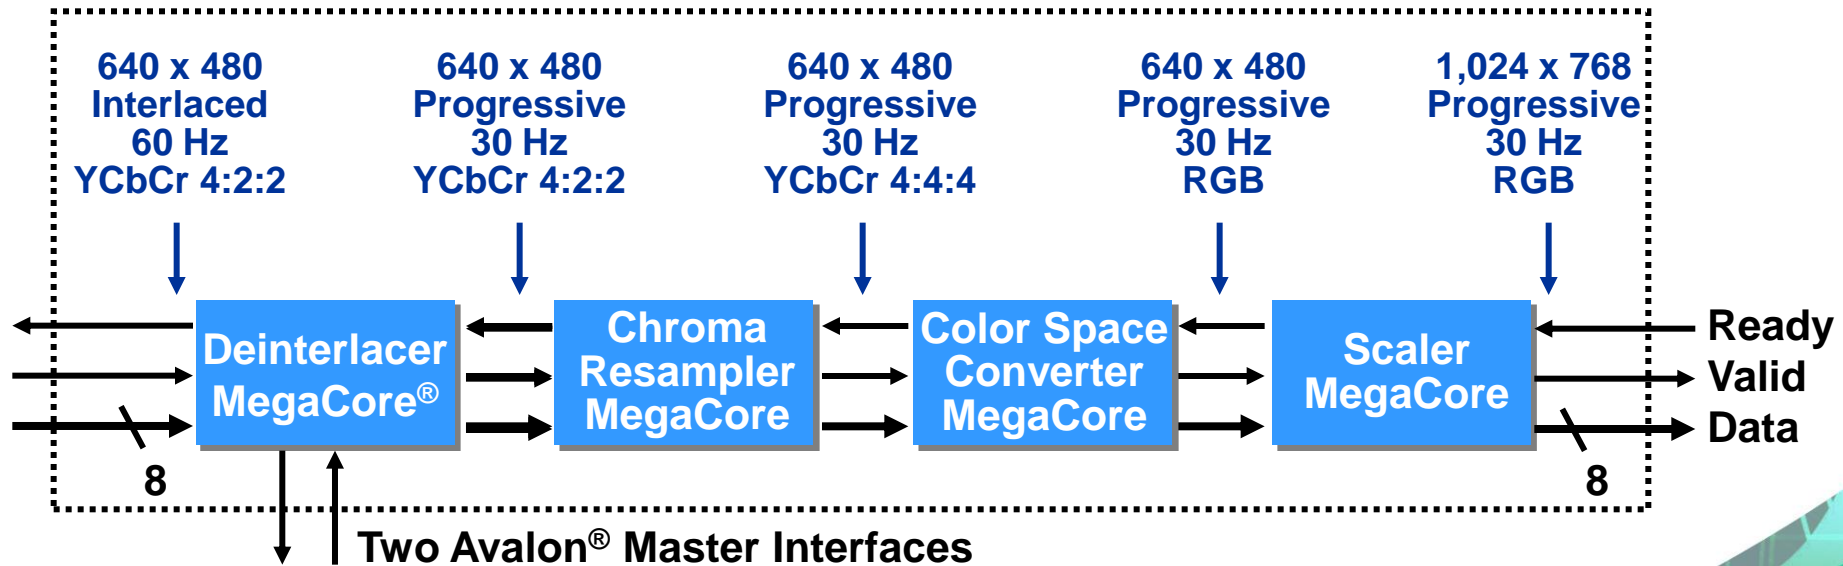 640 x 480
Interlaced
60 Hz
YCbCr 4:2:2
640 x 480
Progressive
30 Hz
YCbCr 4:2:2
640 x 480
Progressive
30 Hz
YCbCr 4:4:4
640 x 480
Progressive
30 Hz
RGB
1,024 x 768
Progressive
30 Hz
RGB
Deinterlacer
MegaCore®
Chroma
Resampler
MegaCore
Color Space
Converter
MegaCore
Scaler
MegaCore
Ready
Valid
Data
8
8
Two Avalon® Master Interfaces